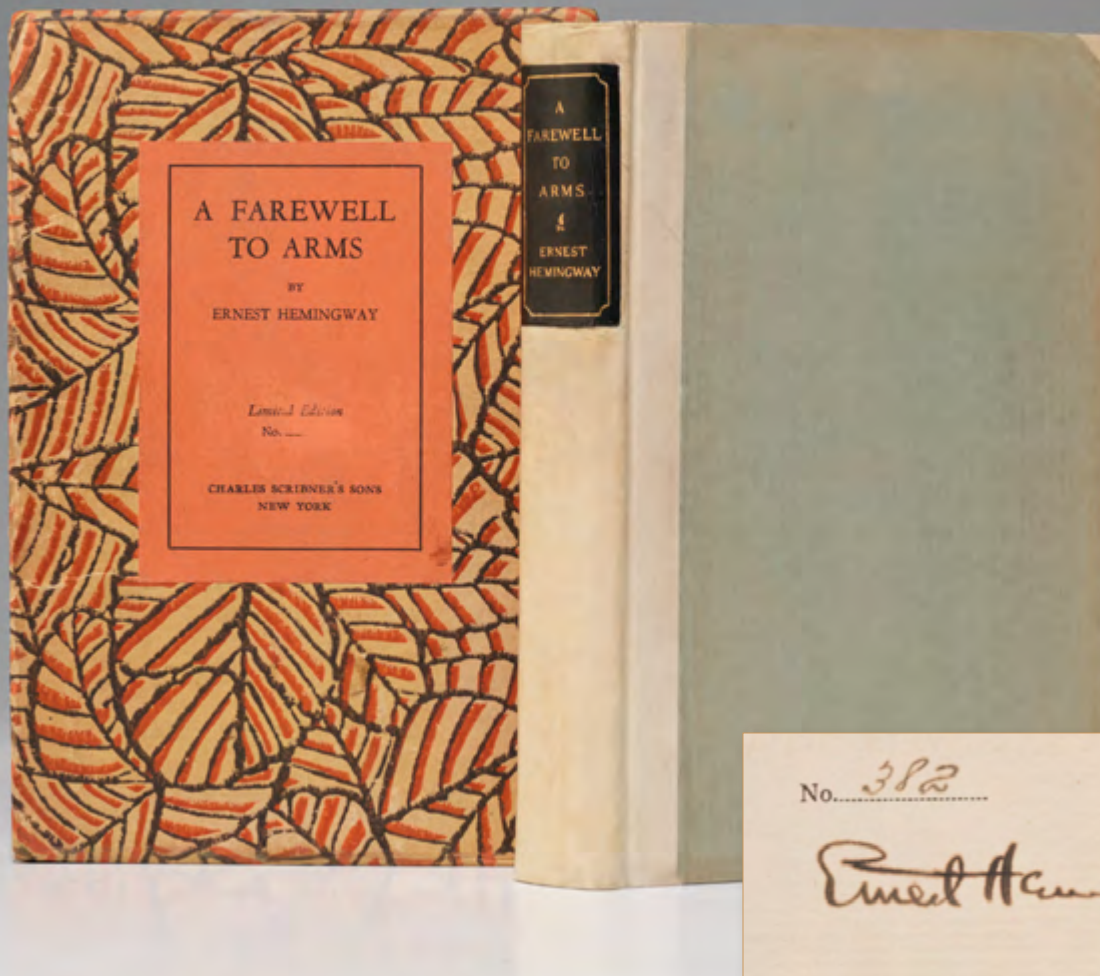 A FAREWELL
TO ARMS
BY
ERNEST HEMINGWAY
Limited Edition
No.
CHARLES SCRIBNER'S SONS
NEW YORK
A
FAREWELL
TO
ARMS
ERNEST
HEMINGWAY
No. 382
Ernest Hem